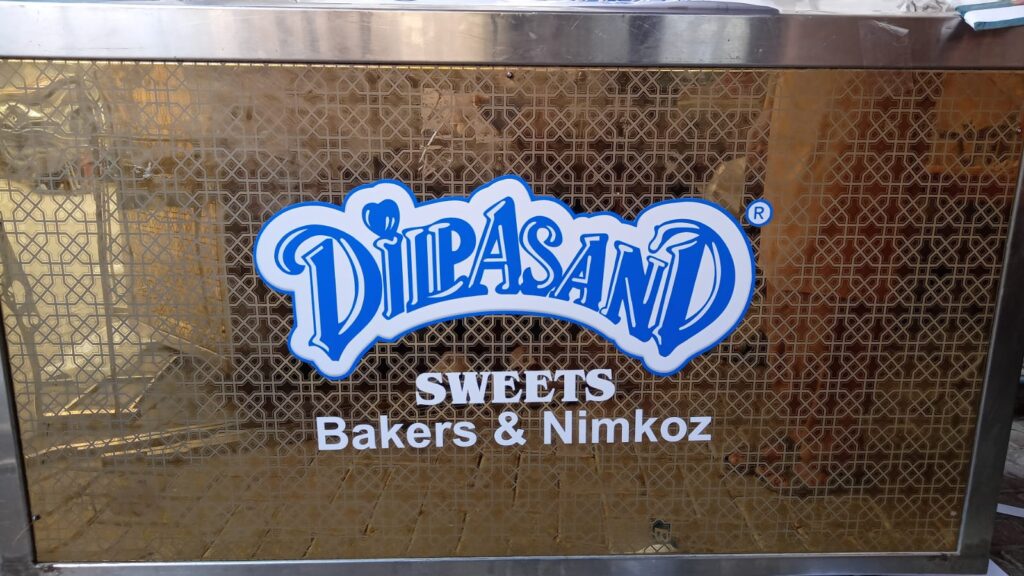 DILPASAND ®
SWEETS
Bakers & Nimkoz